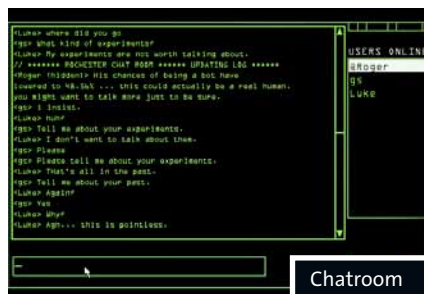 <Luke> where did you go
<gs> What kind of experiments?
<Luke> My experiments are not worth talking about.
// ******* ROCHESTER CHAT ROOM ****** UPDATING LOG ******
<Roger (hidden)> His chances of being a bot have
lowered to 48.56% ... this could actually be a real human.
you might want to talk more just to be sure.
<gs> I insist.
<Luke> Huh?
<gs> Tell me about your experiments.
<Luke> I don't want to talk about them.
<gs> Please
<gs> Please tell me about your experiments.
<Luke> THat's all in the past.
<gs> Tell me about your past.
<Luke> Again?
<gs> Yes
<Luke> Why?
<Luke> Agh... this is pointless.
USERS ONLINE
@Roger
gs
Luke
Chatroom